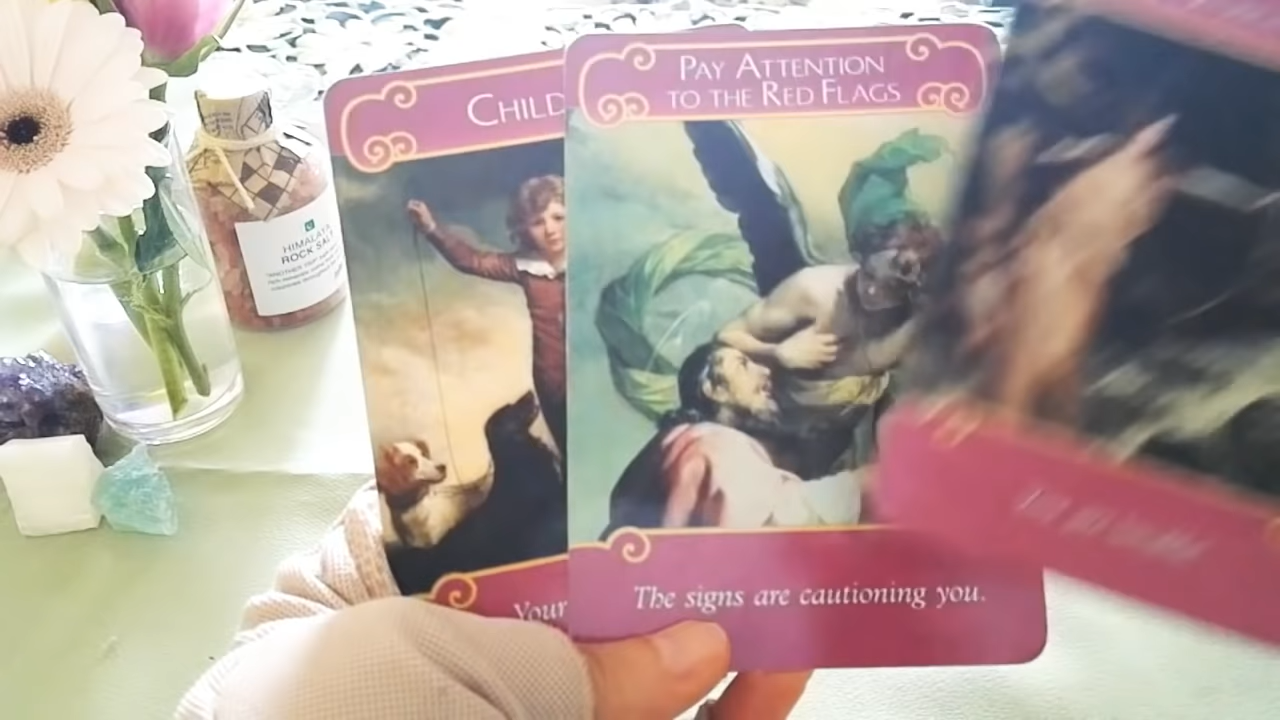 CHILD
PAY ATTENTION
TO THE RED FLAGS
HIMALAYA
ROCK SALT
Your
The signs are cautioning you.